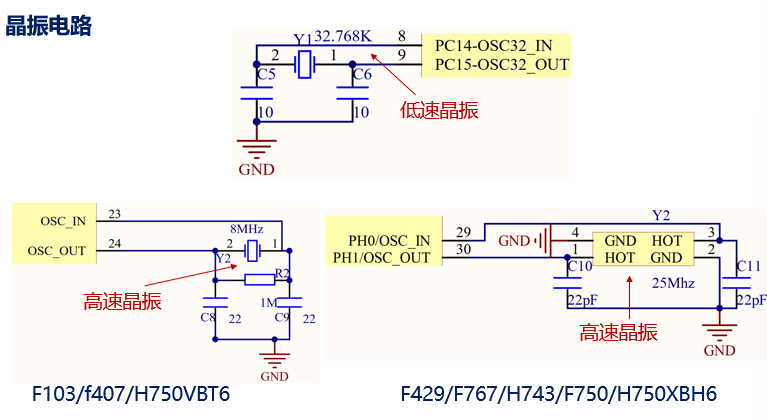 晶振电路
Y1 32.768K
8 PC14-OSC32_IN
2 1 9 PC15-OSC32_OUT
C5 C6
低速晶振
10 10
GND
OSC_IN 23
8MHz
OSC_OUT 24 2 1
Y2
R2
高速晶振
1M
C8 22 C9 22
GND
F103/f407/H750VBT6
Y2
PH0/OSC_IN 29 GND 4 GND HOT 3
PH1/OSC_OUT 30 1 HOT GND 2
C10 C11
25Mhz
22pF 22pF
高速晶振
GND
F429/F767/H743/F750/H750XBH6